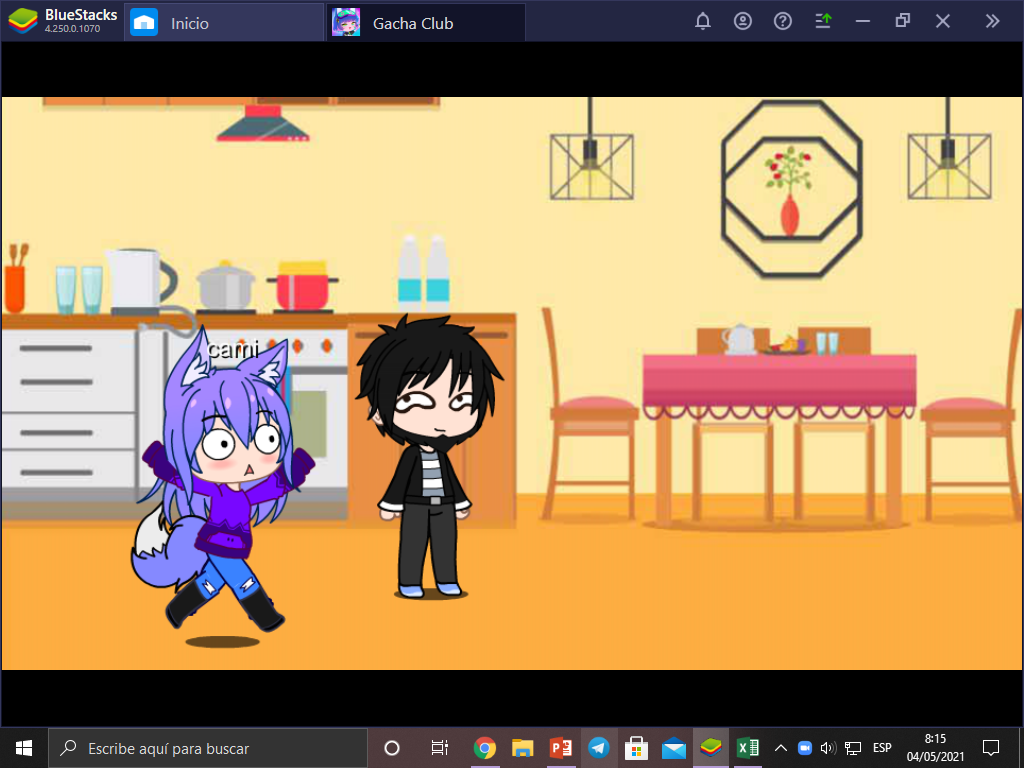 BlueStacks
4.250.0.1070
Inicio
Gacha Club
cami
Escribe aquí para buscar
ESP
8:15
04/05/2021